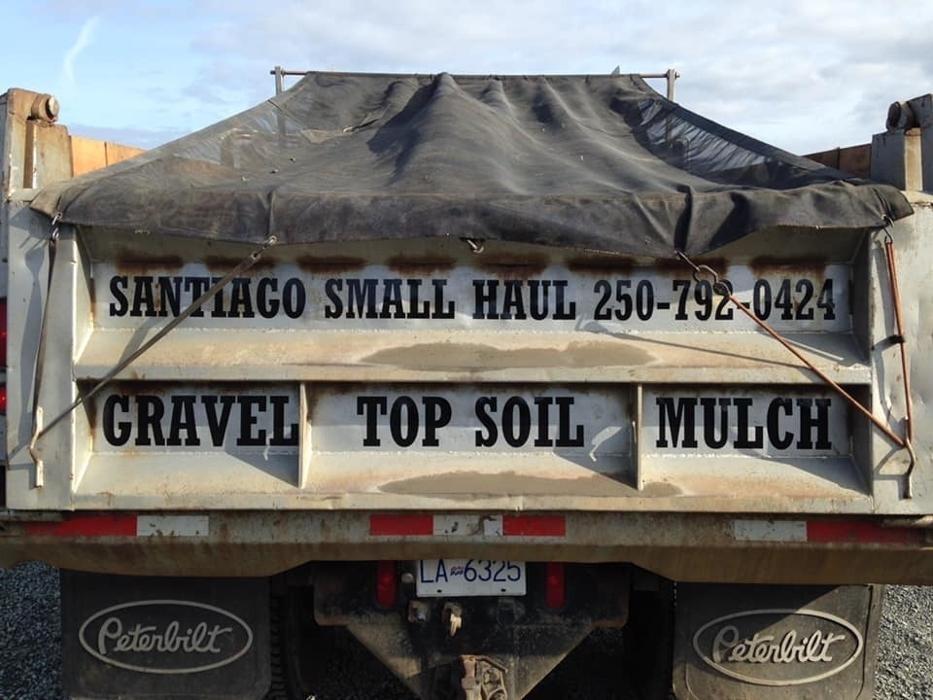 SANTIAGO SMALL HAUL 250-792-0424
GRAVEL TOP SOIL MULCH
LA 6325
Peterbilt Peterbilt